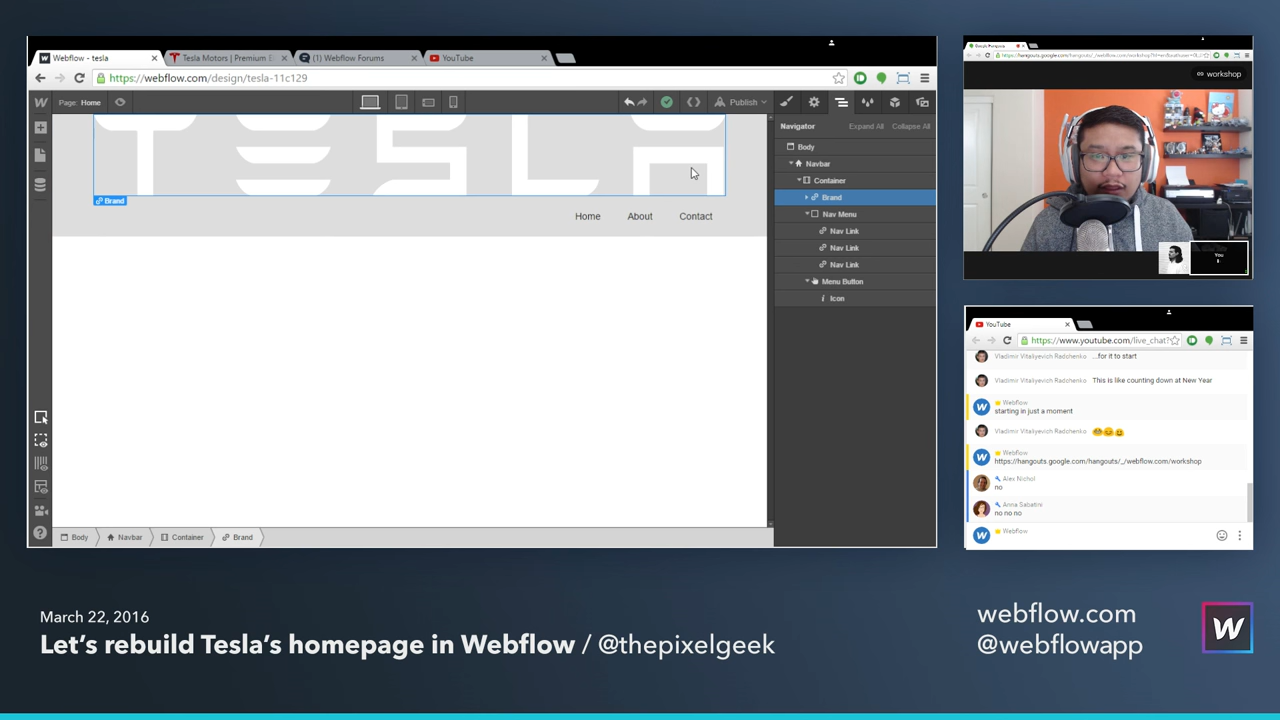 Webflow - tesla
Tesla Motors | Premium E
(1) Webflow Forums
YouTube
https://webflow.com/design/tesla-11c129
W
Page: Home
Publish
TESLA
Brand
Home
About
Contact
Navigator
Expand All
Collapse All
Body
Navbar
Container
Brand
Nav Menu
Nav Link
Nav Link
Nav Link
Menu Button
i Icon
Body
Navbar
Container
Brand
workshop
You
YouTube
https://www.youtube.com/live_chat?
Vladimir Vitaliyevich Radchenko ...for it to start
Vladimir Vitaliyevich Radchenko This is like counting down at New Year
Webflow
starting in just a moment
Vladimir Vitaliyevich Radchenko
Webflow
https://hangouts.google.com/hangouts/_/webflow.com/workshop
Alex Nichol
no
Anna Sabatini
no no no
Webflow
March 22, 2016
Let's rebuild Tesla's homepage in Webflow / @thepixelgeek
webflow.com
@webflowapp
W